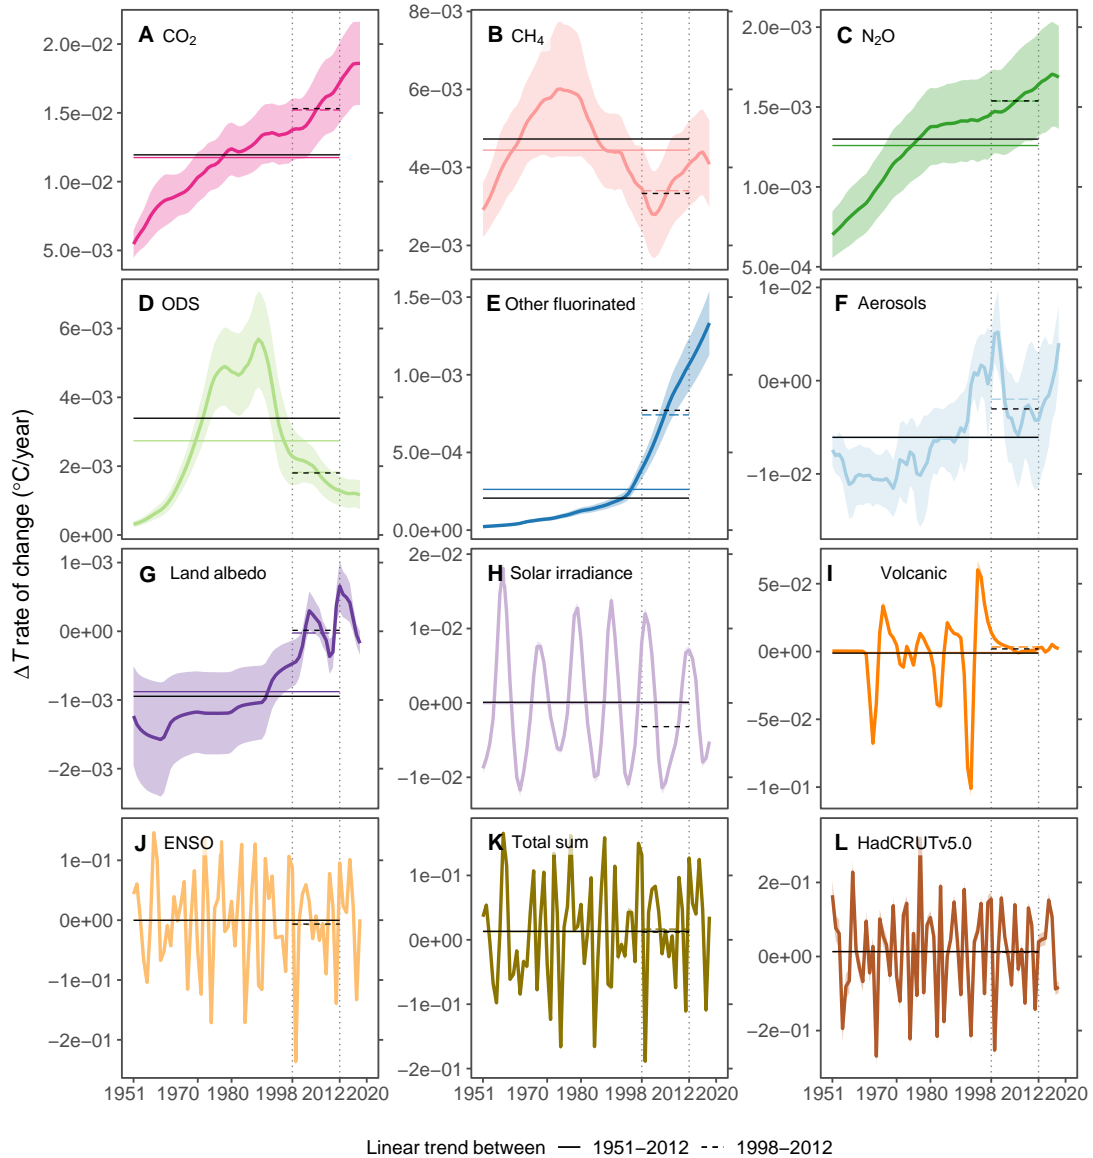 ΔT rate of change (°C/year)
A CO₂
2.0e−02
1.5e−02
1.0e−02
5.0e−03
B CH₄
8e−03
6e−03
4e−03
2e−03
C N₂O
2.0e−03
1.5e−03
1.0e−03
5.0e−04
D ODS
6e−03
4e−03
2e−03
0e+00
E Other fluorinated
1.5e−03
1.0e−03
5.0e−04
0.0e+00
F Aerosols
1e−02
0e+00
−1e−02
G Land albedo
1e−03
0e+00
−1e−03
−2e−03
H Solar irradiance
2e−02
1e−02
0e+00
−1e−02
I Volcanic
5e−02
0e+00
−5e−02
−1e−01
J ENSO
1e−01
0e+00
−1e−01
−2e−01
K Total sum
1e−01
0e+00
−1e−01
−2e−01
L HadCRUTv5.0
2e−01
0e+00
−2e−01
1951 1970 1980 1998 2012 2020
1951 1970 1980 1998 2012 2020
1951 1970 1980 1998 2012 2020
Linear trend between 1951−2012 1998−2012